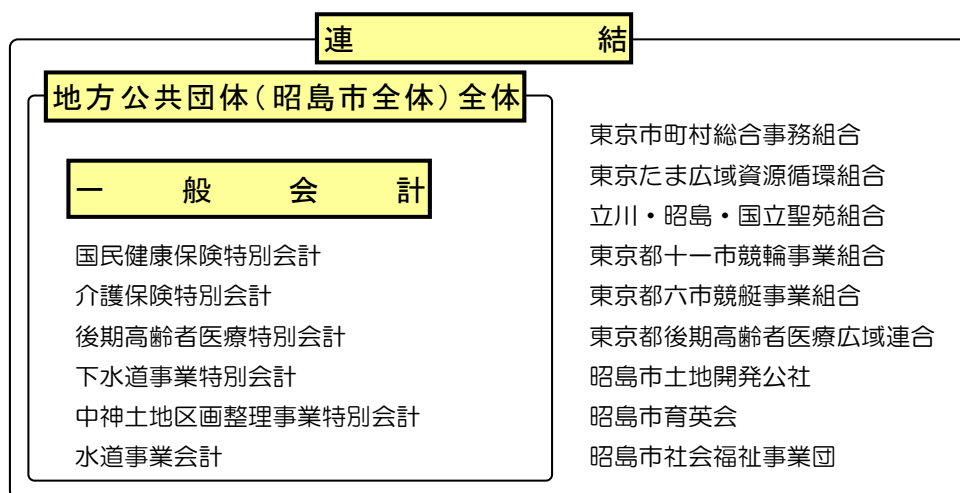 連結
地方公共団体(昭島市全体)全体
一般会計
国民健康保険特別会計
介護保険特別会計
後期高齢者医療特別会計
下水道事業特別会計
中神土地区画整理事業特別会計
水道事業会計
東京市町村総合事務組合
東京たま広域資源循環組合
立川・昭島・国立聖苑組合
東京都十一市競輪事業組合
東京都六市競艇事業組合
東京都後期高齢者医療広域連合
昭島市土地開発公社
昭島市育英会
昭島市社会福祉事業団